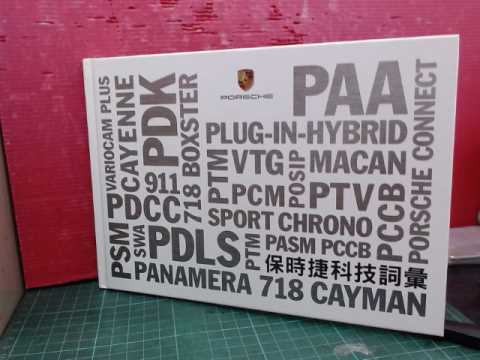 PORSCHE
VARIOCAM PLUS
CAYENNE
PDK
718 BOXSTER
911
PAA
PLUG-IN-HYBRID
PTM
VTG
POSIP
MACAN
PCM
PTV
PCCB
PORSCHE CONNECT
PDCC
SPORT CHRONO
PSM
SWA
PDLS
PTM
PASM PCCB
保時捷科技詞彙
PANAMERA 718 CAYMAN